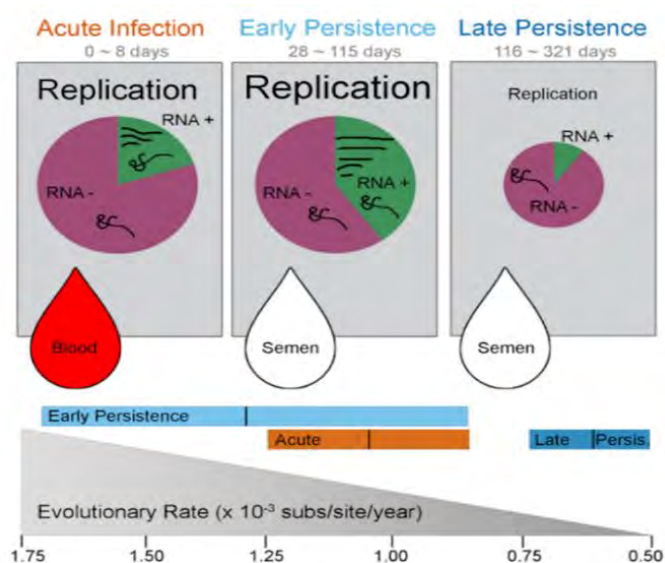 Acute Infection
0 ~ 8 days
Early Persistence
28 ~ 115 days
Late Persistence
116 ~ 321 days
Replication
RNA +
RNA -
Blood
Replication
RNA -
RNA +
Semen
Replication
RNA +
RNA -
Semen
Early Persistence
Acute
Late Persis.
Evolutionary Rate (x 10⁻³ subs/site/year)
1.75 1.50 1.25 1.00 0.75 0.50